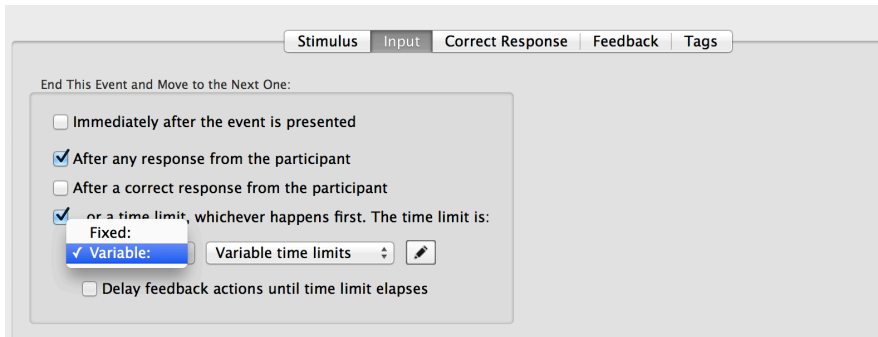 Stimulus Input Correct Response Feedback Tags
End This Event and Move to the Next One:
Immediately after the event is presented
After any response from the participant
After a correct response from the participant
or a time limit, whichever happens first. The time limit is:
Fixed:
✓ Variable: Variable time limits
Delay feedback actions until time limit elapses